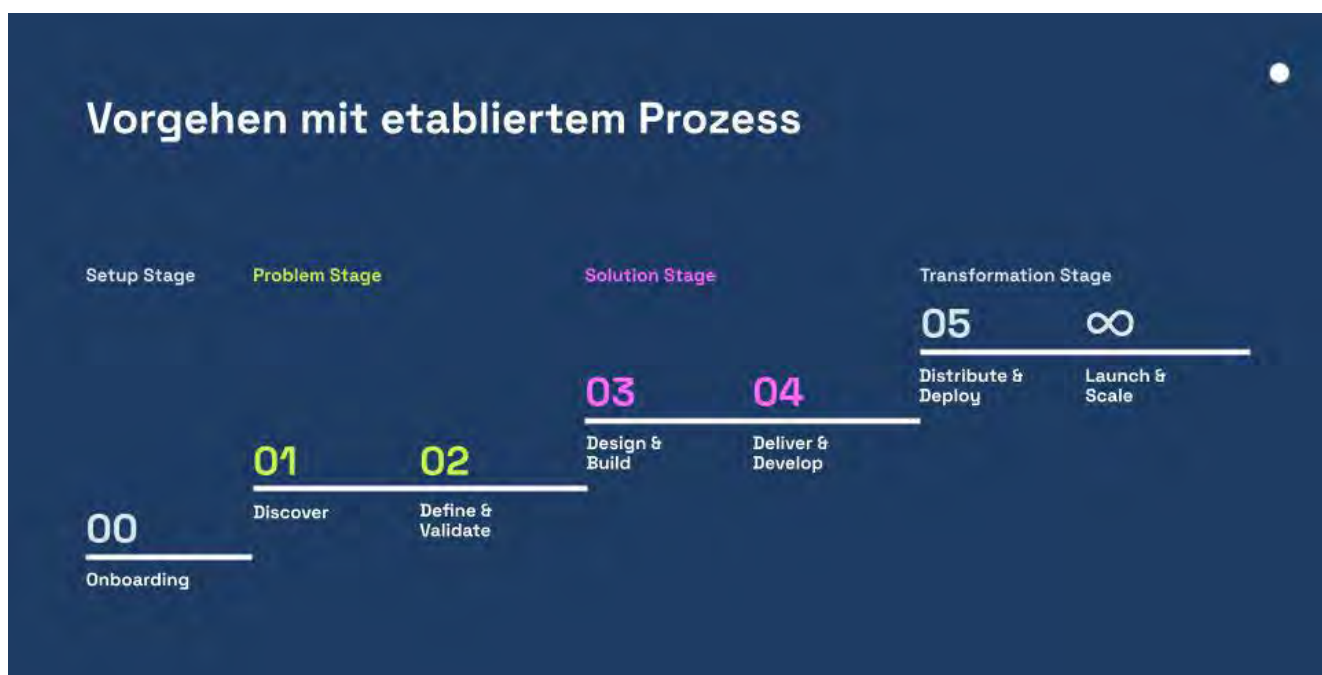 Vorgehen mit etabliertem Prozess
Setup Stage
Problem Stage
Solution Stage
Transformation Stage
00
Onboarding
01
Discover
02
Define &
Validate
03
Design &
Build
04
Deliver &
Develop
05
Distribute &
Deploy
∞
Launch &
Scale